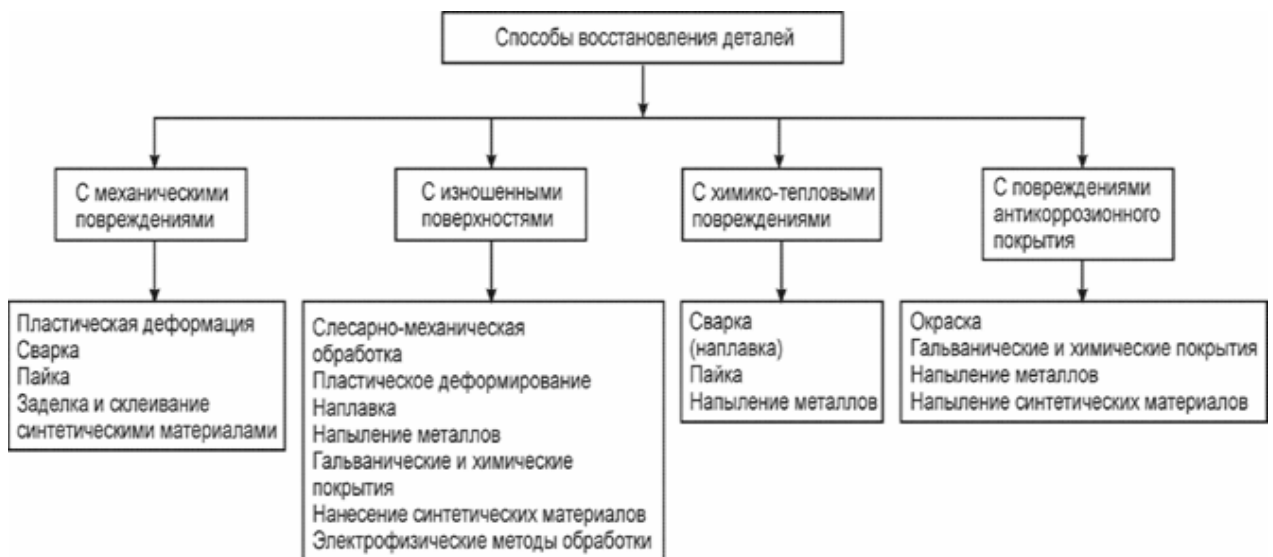 Способы восстановления деталей
С механическими
повреждениями
С изношенными
поверхностями
С химико-тепловыми
повреждениями
С повреждениями
антикоррозионного
покрытия
Пластическая деформация
Сварка
Пайка
Заделка и склеивание
синтетическими материалами
Слесарно-механическая
обработка
Пластическое деформирование
Наплавка
Напыление металлов
Гальванические и химические
покрытия
Нанесение синтетических материалов
Электрофизические методы обработки
Сварка
(наплавка)
Пайка
Напыление металлов
Окраска
Гальванические и химические покрытия
Напыление металлов
Напыление синтетических материалов